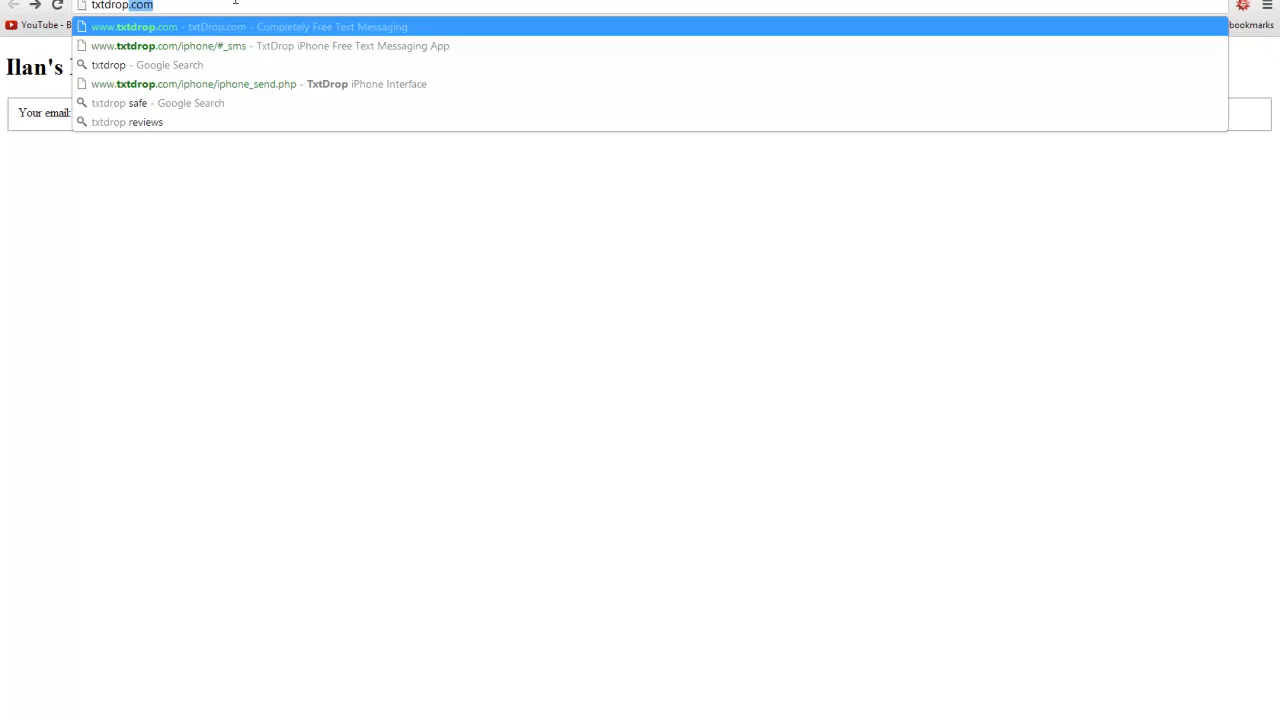 txtdrop.com
www.txtdrop.com - txtDrop.com - Completely Free Text Messaging
YouTube - B
bookmarks
www.txtdrop.com/iphone/#_sms - TxtDrop iPhone Free Text Messaging App
Ilan's
txtdrop - Google Search
www.txtdrop.com/iphone/iphone_send.php - TxtDrop iPhone Interface
txtdrop safe - Google Search
Your email:
txtdrop reviews